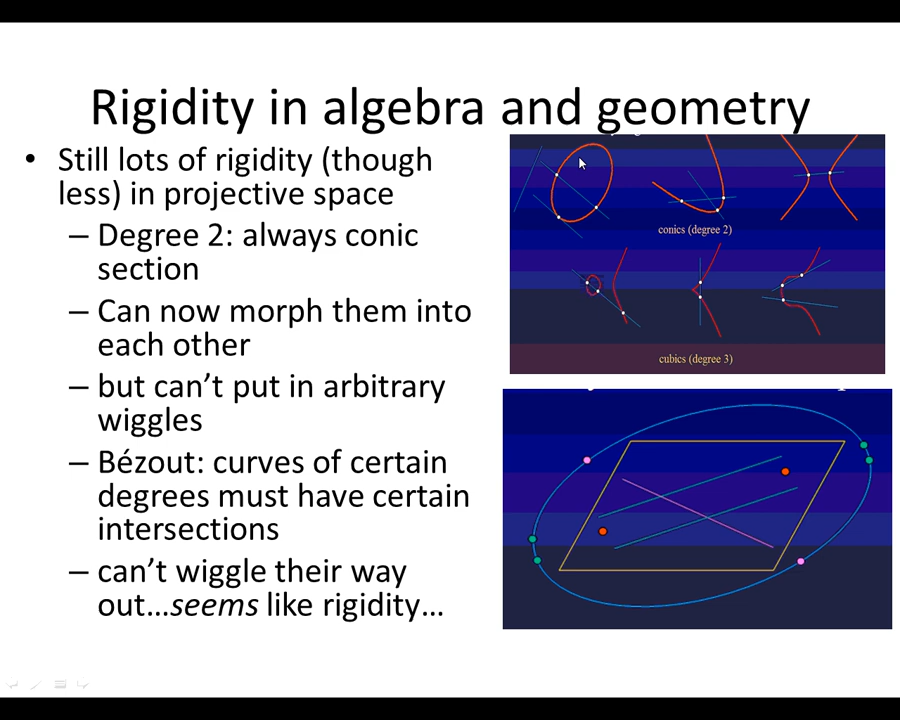 Rigidity in algebra and geometry
• Still lots of rigidity (though
less) in projective space
– Degree 2: always conic
section
– Can now morph them into
each other
– but can’t put in arbitrary
wiggles
– Bézout: curves of certain
degrees must have certain
intersections
– can’t wiggle their way
out…seems like rigidity…
conics (degree 2)
cubics (degree 3)